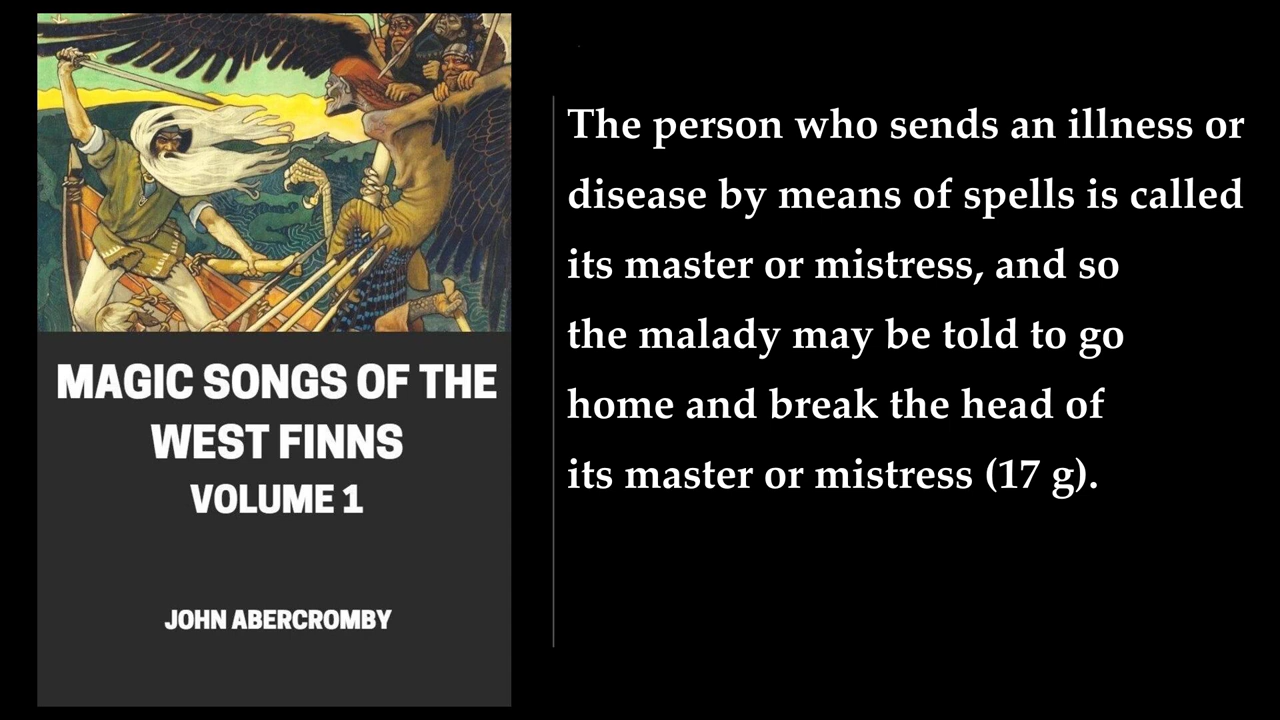 MAGIC SONGS OF THE
WEST FINNS
VOLUME 1
JOHN ABERCROMBY
The person who sends an illness or
disease by means of spells is called
its master or mistress, and so
the malady may be told to go
home and break the head of
its master or mistress (17 g).